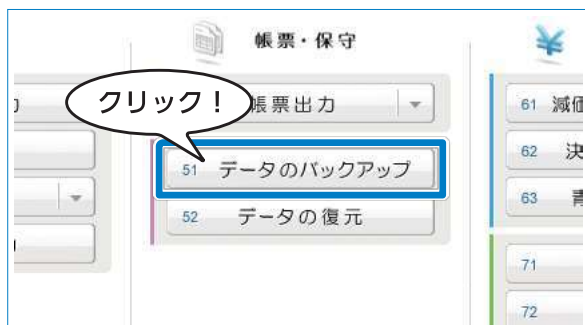 帳票・保守
クリック！
帳票出力
51 データのバックアップ
52 データの復元
61 減価
62 決
63 青
71
72